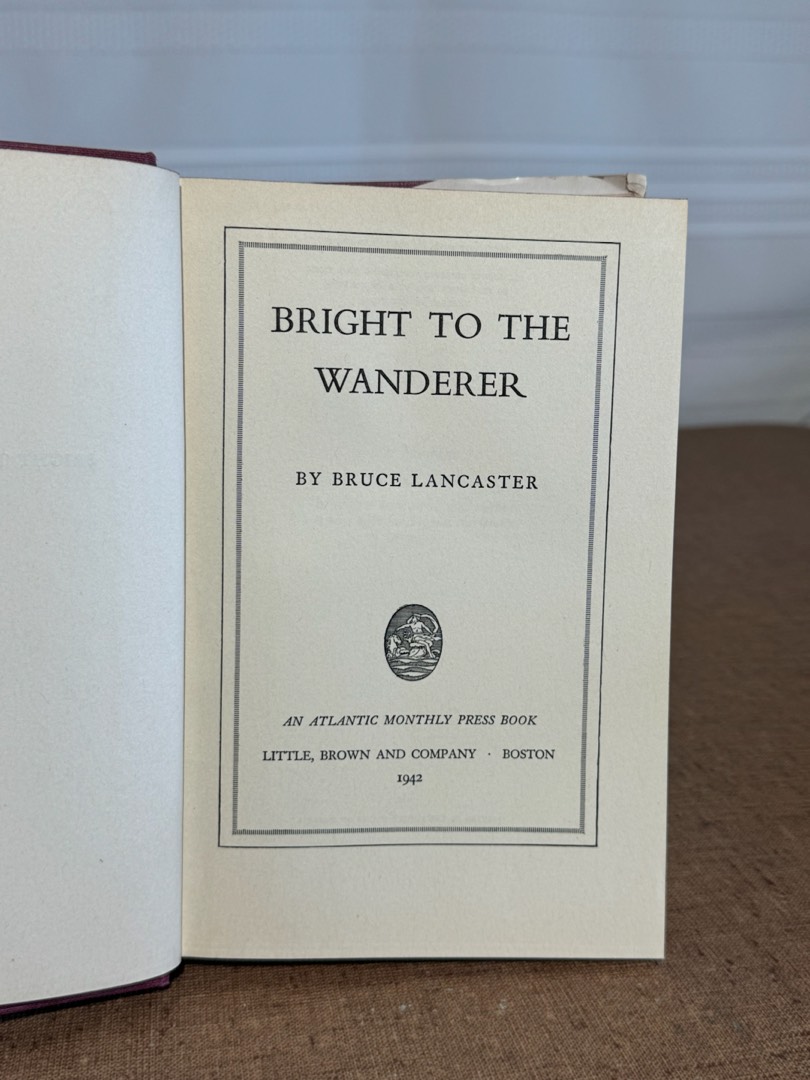 BRIGHT TO THE
WANDERER
BY BRUCE LANCASTER
AN ATLANTIC MONTHLY PRESS BOOK
LITTLE, BROWN AND COMPANY · BOSTON
1942